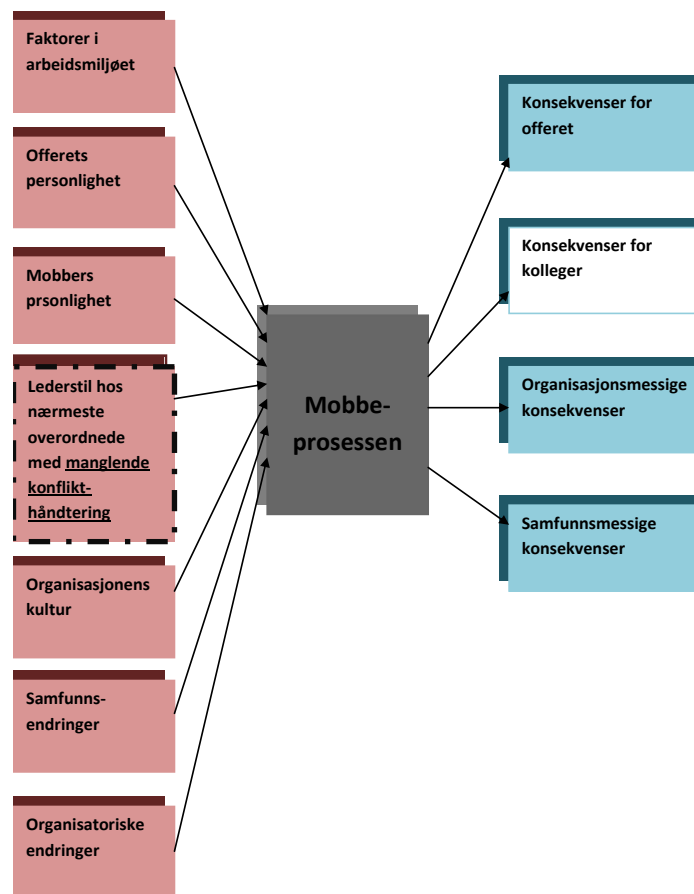 Faktorer i
arbeidsmiljøet
Offerets
personlighet
Mobbers
prsonlighet
Lederstil hos
nærmeste
overordnede
med manglende
konflikt-
håndtering
Organisasjonens
kultur
Samfunns-
endringer
Organisatoriske
endringer
Mobbe-
prosessen
Konsekvenser for
offeret
Konsekvenser for
kolleger
Organisasjonsmessige
konsekvenser
Samfunnsmessige
konsekvenser